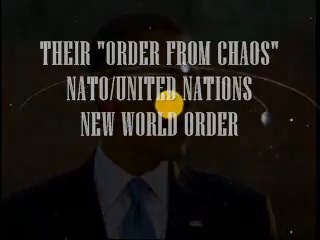 THEIR "ORDER FROM CHAOS"
NATO/UNITED NATIONS
NEW WORLD ORDER